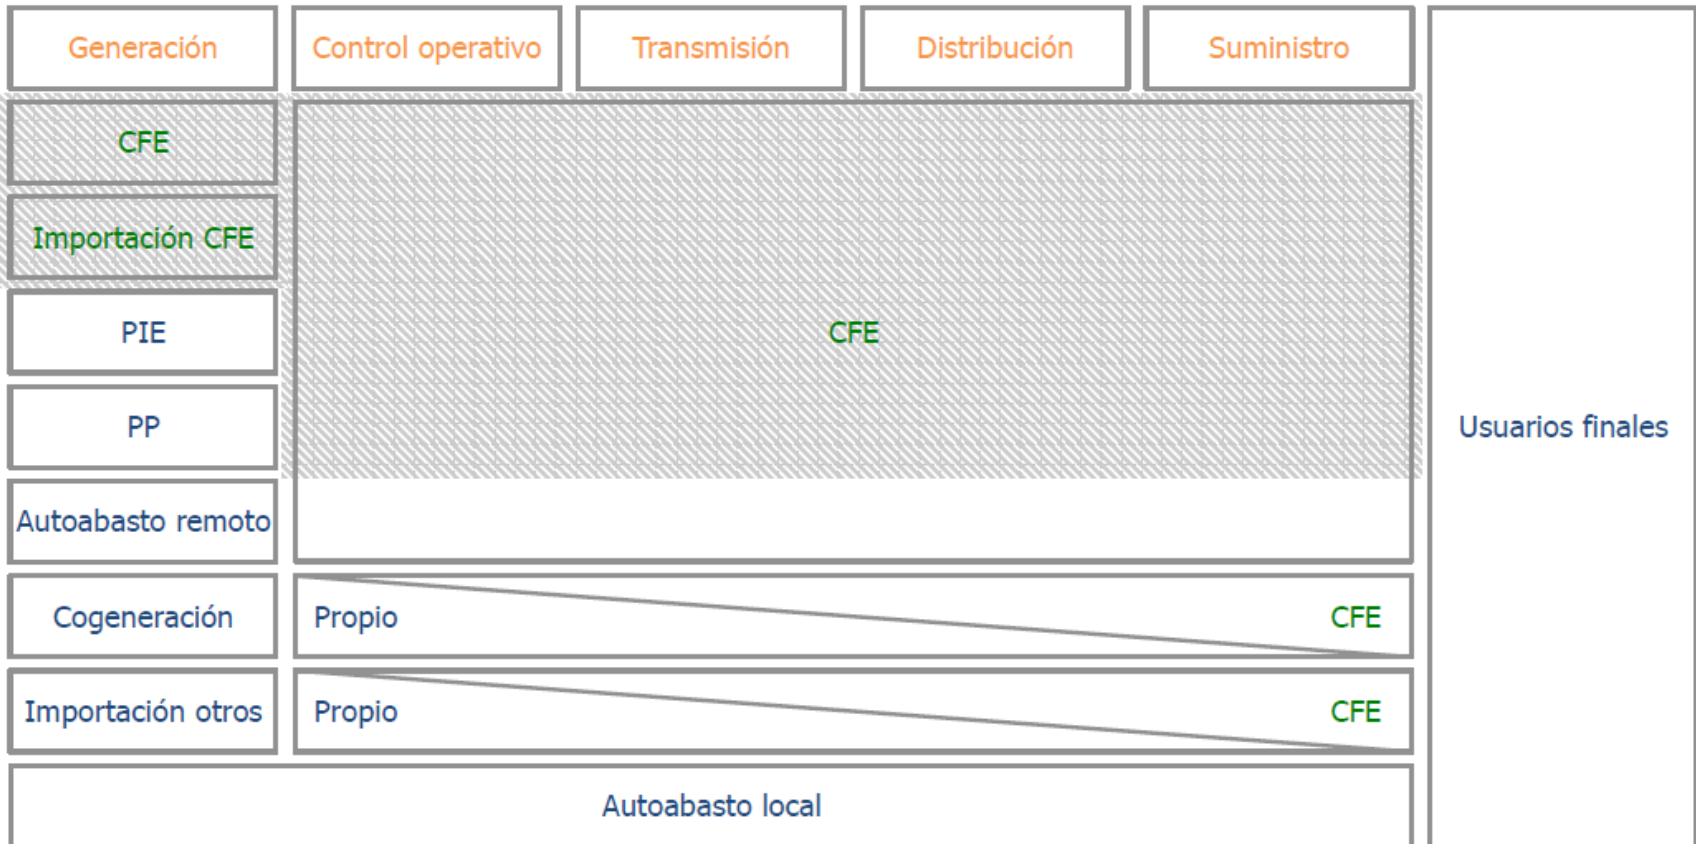 Generación
Control operativo
Transmisión
Distribución
Suministro
CFE
Importación CFE
PIE
CFE
PP
Usuarios finales
Autoabasto remoto
Cogeneración
Propio
CFE
Importación otros
Propio
CFE
Autoabasto local